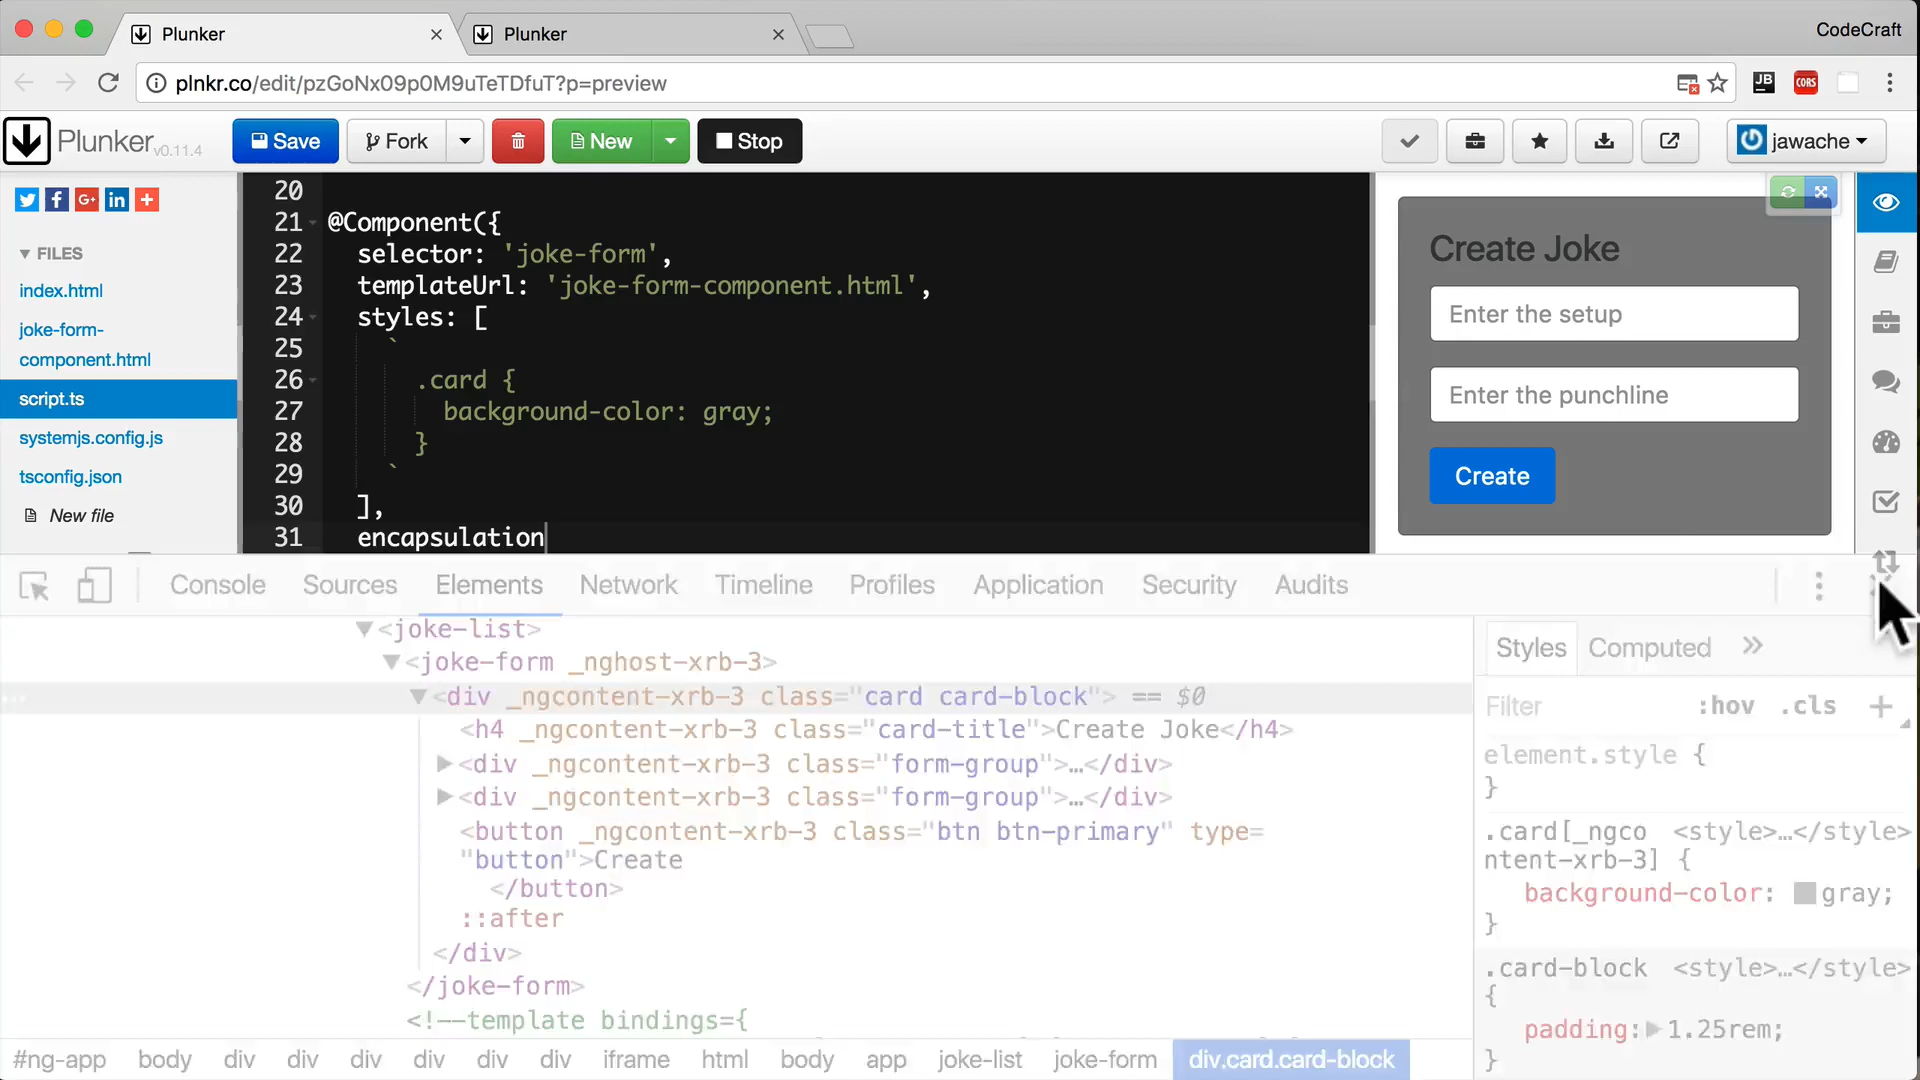 Plunker
Plunker
CodeCraft
plnkr.co/edit/pzGoNx09p0M9uTeTDfuT?p=preview
JB
CORS
Plunker v0.11.4
Save
Fork
New
Stop
jawache
FILES
index.html
joke-form-
component.html
script.ts
systemjs.config.js
tsconfig.json
New file
20
21 @Component({
22 selector: 'joke-form',
23 templateUrl: 'joke-form-component.html',
24 styles: [
25 `
26 .card {
27 background-color: gray;
28 }
29 `
30 ],
31 encapsulation
Create Joke
Enter the setup
Enter the punchline
Create
Console Sources Elements Network Timeline Profiles Application Security Audits
<joke-list>
<joke-form _nghost-xrb-3>
<div _ngcontent-xrb-3 class="card card-block"> == $0
<h4 _ngcontent-xrb-3 class="card-title">Create Joke</h4>
<div _ngcontent-xrb-3 class="form-group">…</div>
<div _ngcontent-xrb-3 class="form-group">…</div>
<button _ngcontent-xrb-3 class="btn btn-primary" type=
"button">Create
</button>
::after
</div>
</joke-form>
<!--template bindings={
Styles Computed »
Filter :hov .cls +
element.style {
}
.card[_ngco <style>…</style>
ntent-xrb-3] {
background-color: gray;
}
.card-block <style>…</style>
{
padding: 1.25rem;
}
#ng-app body div div div div div div iframe html body app joke-list joke-form div.card.card-block